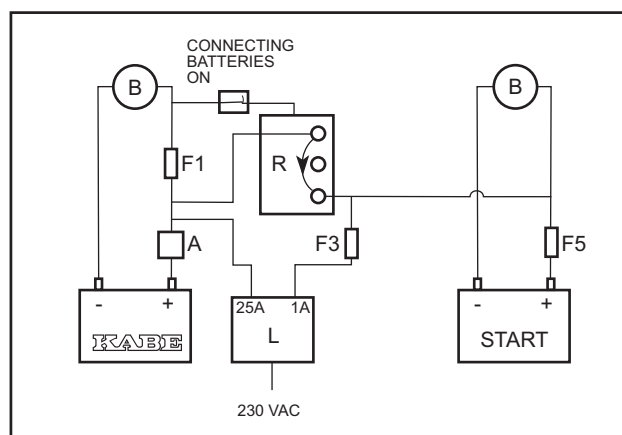 CONNECTING
BATTERIES
ON
B
B
F1
R
A
F3
F5
- +
25A 1A
- +
KABE
L
START
230 VAC